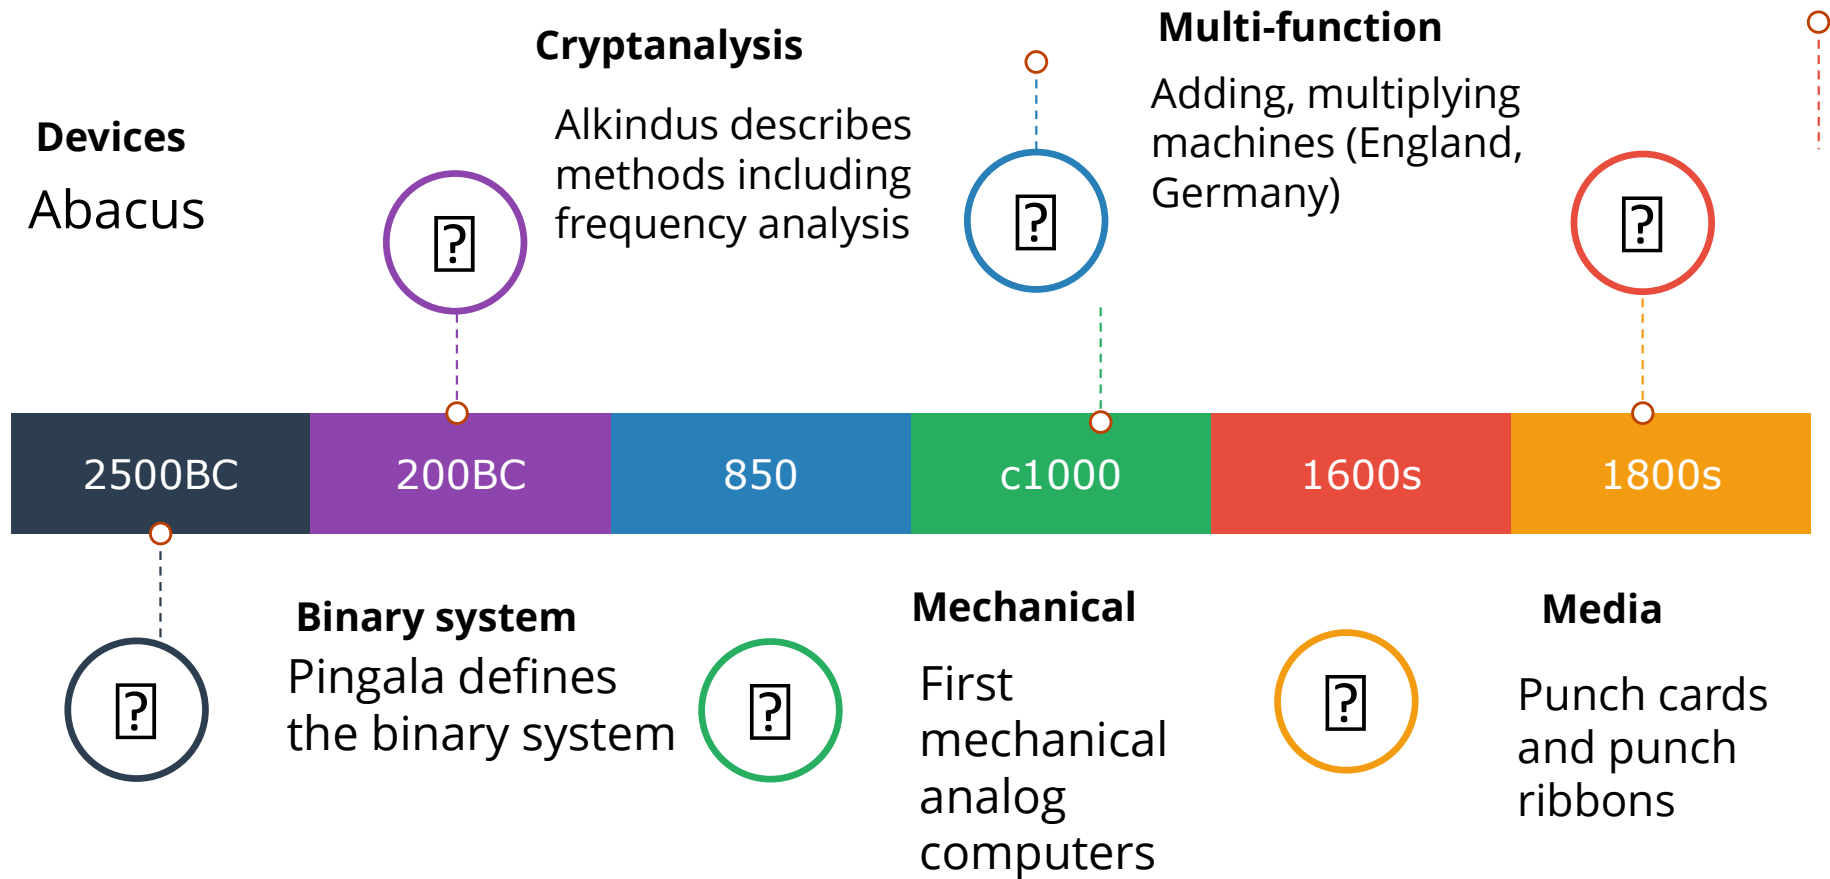 Devices
Abacus
Cryptanalysis
Alkindus describes
methods including
frequency analysis
Multi-function
Adding, multiplying
machines (England,
Germany)
2500BC
200BC
850
c1000
1600s
1800s
Binary system
Pingala defines
the binary system
Mechanical
First
mechanical
analog
computers
Media
Punch cards
and punch
ribbons